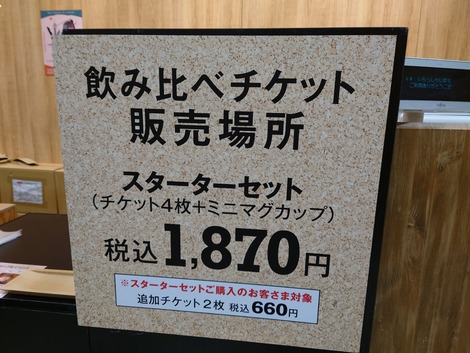 飲み比べチケット
販売場所
スターターセット
(チケット4枚+ミニマグカップ)
税込1,870円
※スターターセットご購入のお客さま対象
追加チケット2枚 税込660円